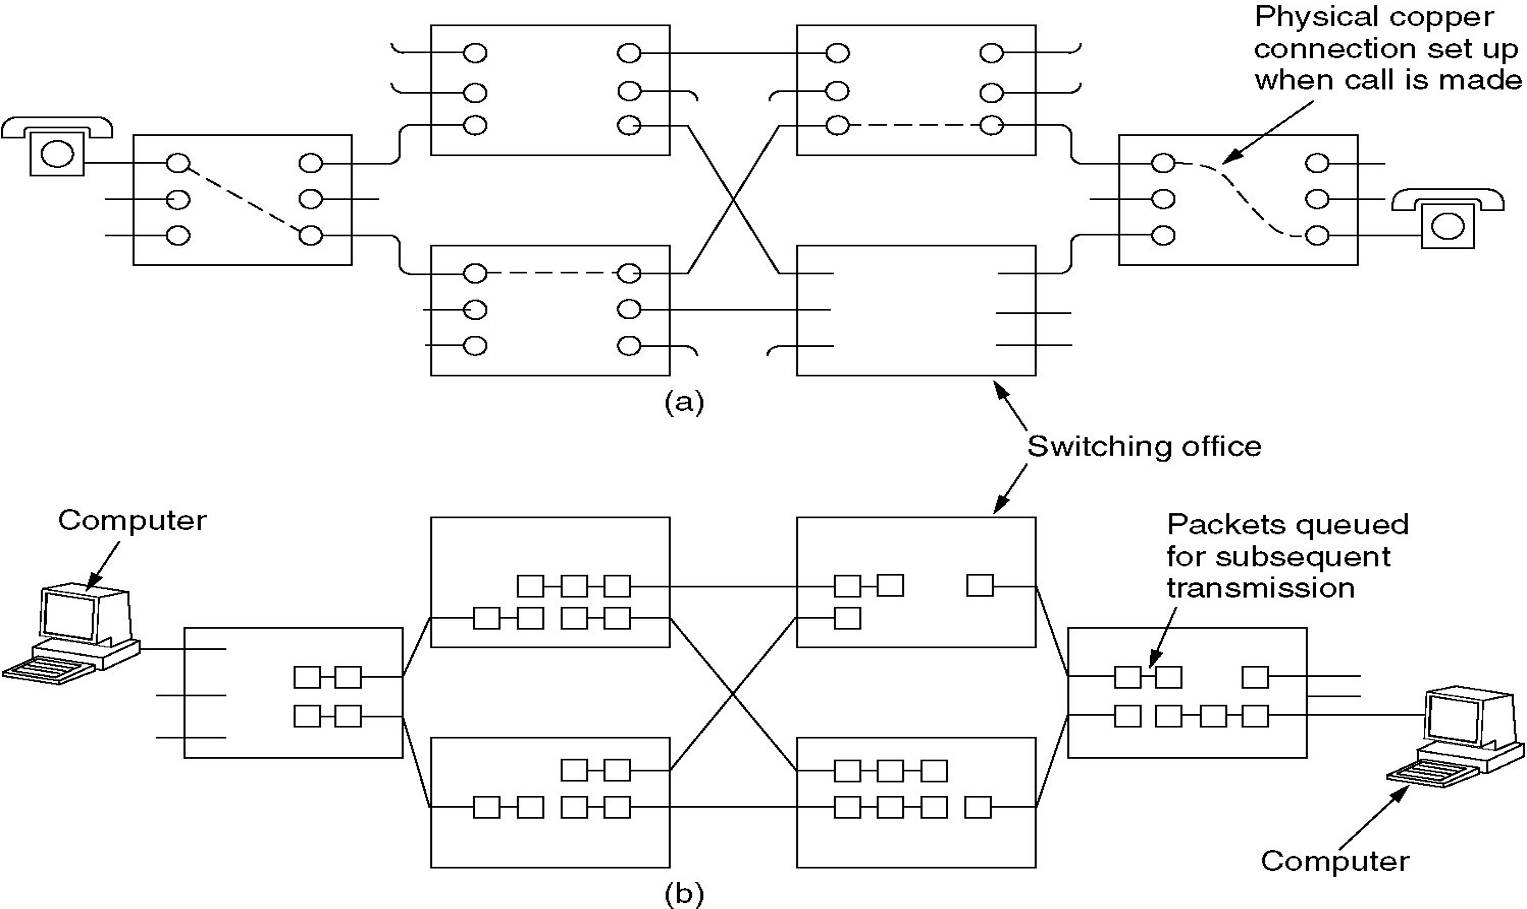 Physical copper
connection set up
when call is made
(a)
Switching office
Computer
Packets queued
for subsequent
transmission
Computer
(b)